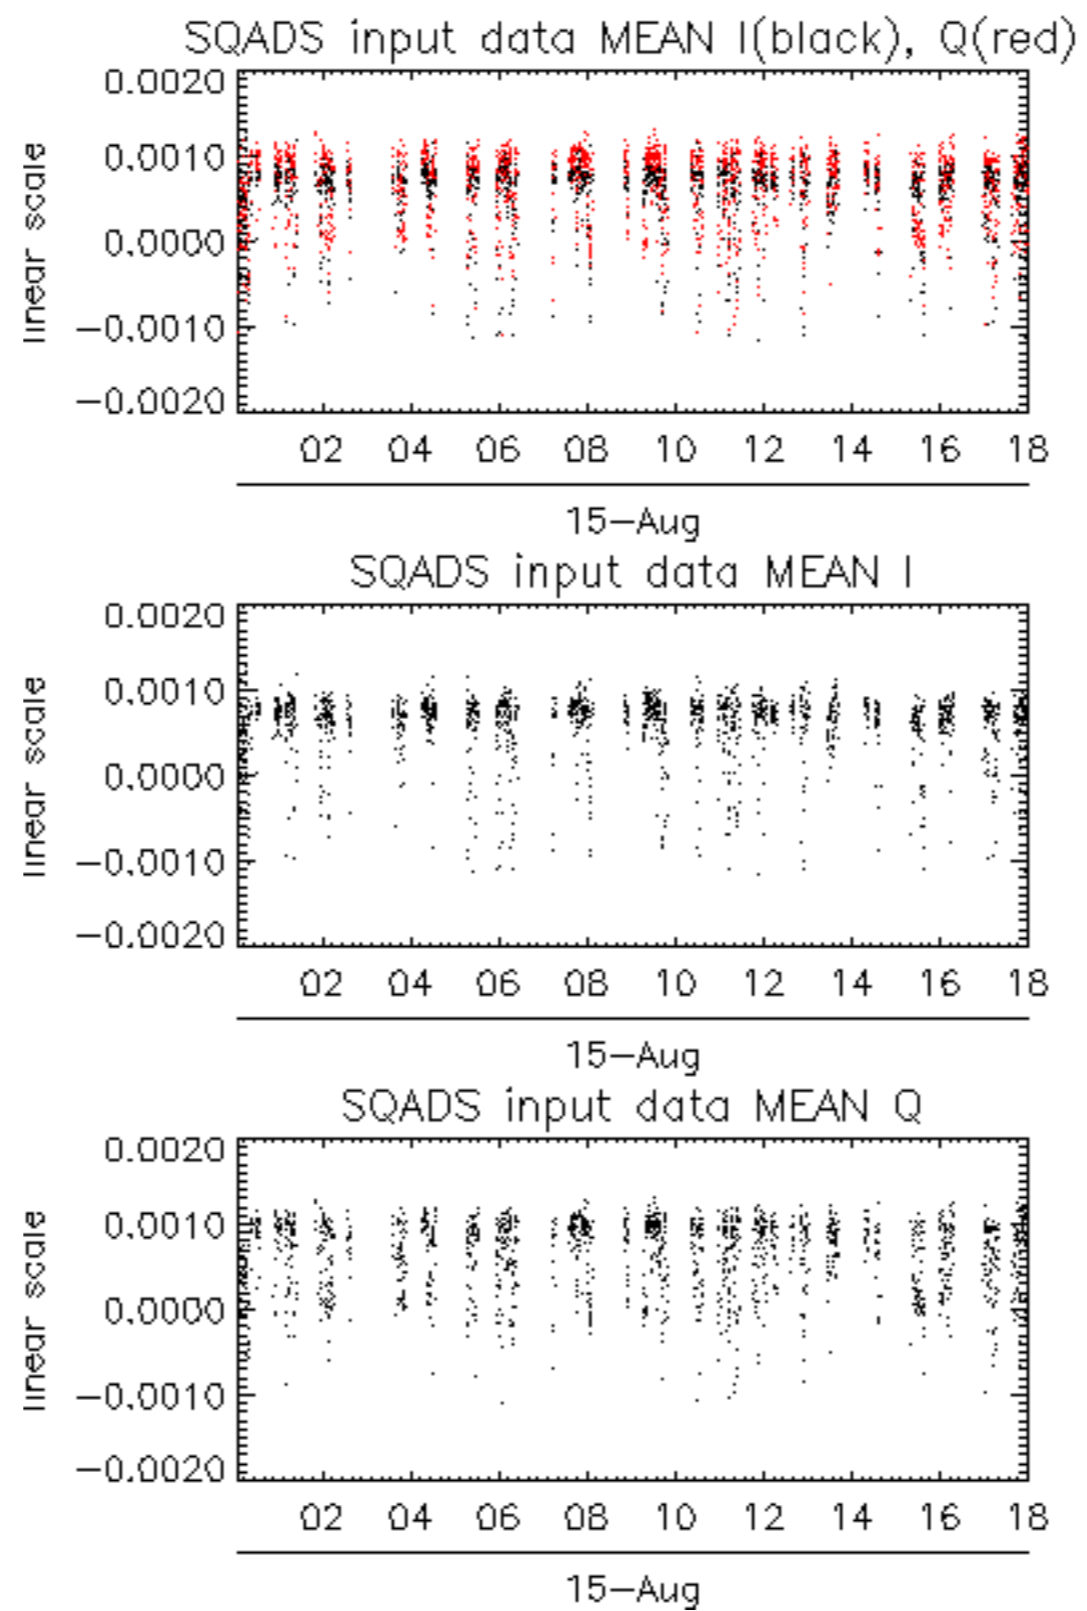 SQADS input data MEAN I(black), Q(red)
0.0020
0.0010
0.0000
−0.0010
−0.0020
linear scale
02 04 06 08 10 12 14 16 18
15−Aug
SQADS input data MEAN I
0.0020
0.0010
0.0000
−0.0010
−0.0020
linear scale
02 04 06 08 10 12 14 16 18
15−Aug
SQADS input data MEAN Q
0.0020
0.0010
0.0000
−0.0010
−0.0020
linear scale
02 04 06 08 10 12 14 16 18
15−Aug